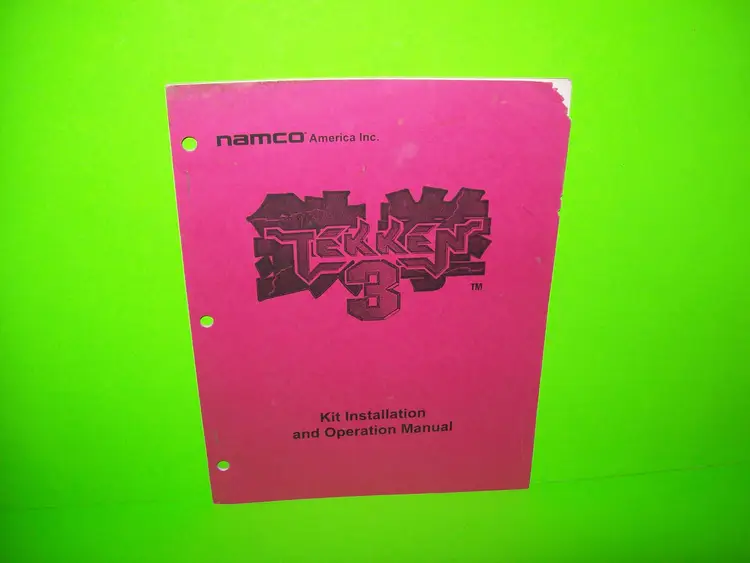 namco America Inc.
TEKKEN
3
TM
Kit Installation
and Operation Manual